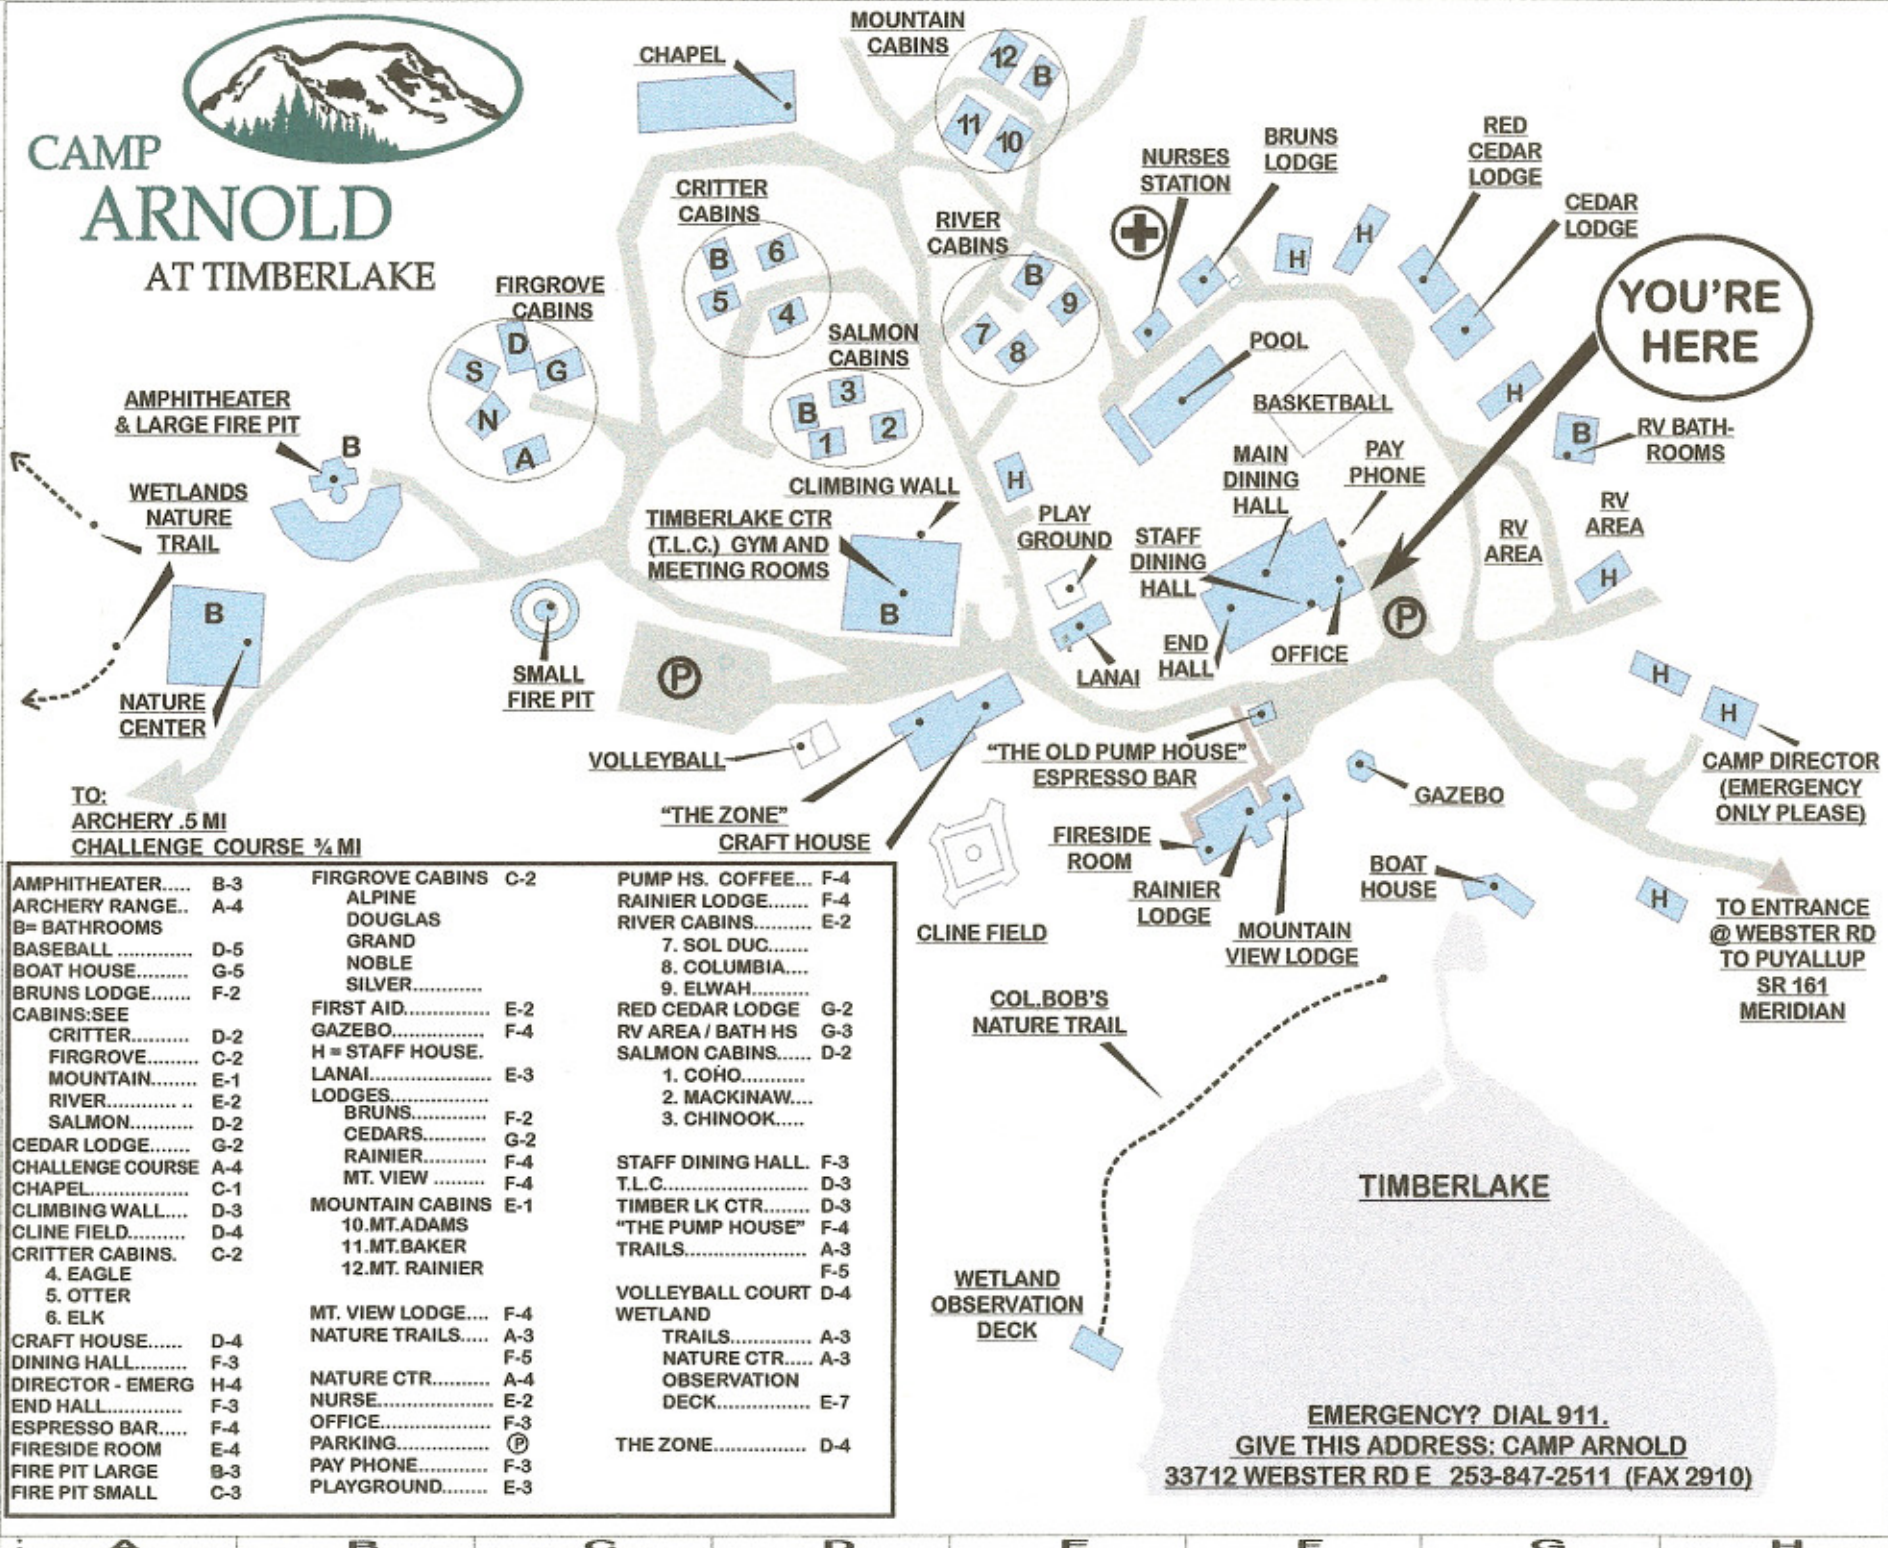 CAMP
ARNOLD
AT TIMBERLAKE
CHAPEL
MOUNTAIN
CABINS
12
B
11
10
CRITTER
CABINS
B
6
5
4
RIVER
CABINS
B
9
7
8
NURSES
STATION
BRUNS
LODGE
H
H
RED
CEDAR
LODGE
CEDAR
LODGE
YOU'RE
HERE
FIRGROVE
CABINS
D
S
G
N
A
SALMON
CABINS
3
B
2
1
POOL
BASKETBALL
H
B
RV BATH-
ROOMS
AMPHITHEATER
& LARGE FIRE PIT
B
WETLANDS
NATURE
TRAIL
CLIMBING WALL
TIMBERLAKE CTR
(T.L.C.) GYM AND
MEETING ROOMS
B
H
PLAY
GROUND
MAIN
DINING
HALL
PAY
PHONE
STAFF
DINING
HALL
RV
AREA
RV
AREA
H
B
NATURE
CENTER
SMALL
FIRE PIT
P
LANAI
END
HALL
OFFICE
P
H
H
CAMP DIRECTOR
(EMERGENCY
ONLY PLEASE)
VOLLEYBALL
"THE ZONE"
CRAFT HOUSE
"THE OLD PUMP HOUSE"
ESPRESSO BAR
GAZEBO
TO:
ARCHERY .5 MI
CHALLENGE COURSE ¾ MI
CLINE FIELD
FIRESIDE
ROOM
RAINIER
LODGE
MOUNTAIN
VIEW LODGE
BOAT
HOUSE
H
TO ENTRANCE
@ WEBSTER RD
TO PUYALLUP
SR 161
MERIDIAN
COL.BOB'S
NATURE TRAIL
TIMBERLAKE
WETLAND
OBSERVATION
DECK
EMERGENCY? DIAL 911.
GIVE THIS ADDRESS: CAMP ARNOLD
33712 WEBSTER RD E 253-847-2511 (FAX 2910)
AMPHITHEATER..... B-3
ARCHERY RANGE.. A-4
B= BATHROOMS
BASEBALL ............. D-5
BOAT HOUSE......... G-5
BRUNS LODGE....... F-2
CABINS:SEE
CRITTER.......... D-2
FIRGROVE......... C-2
MOUNTAIN........ E-1
RIVER............ .. E-2
SALMON........... D-2
CEDAR LODGE....... G-2
CHALLENGE COURSE A-4
CHAPEL.................. C-1
CLIMBING WALL.... D-3
CLINE FIELD.......... D-4
CRITTER CABINS. C-2
4. EAGLE
5. OTTER
6. ELK
CRAFT HOUSE...... D-4
DINING HALL......... F-3
DIRECTOR - EMERG H-4
END HALL.............. F-3
ESPRESSO BAR..... F-4
FIRESIDE ROOM E-4
FIRE PIT LARGE B-3
FIRE PIT SMALL C-3
FIRGROVE CABINS C-2
ALPINE
DOUGLAS
GRAND
NOBLE
SILVER............
FIRST AID................ E-2
GAZEBO.................. F-4
H = STAFF HOUSE.
LANAI...................... E-3
LODGES..................
BRUNS.............. F-2
CEDARS........... G-2
RAINIER........... F-4
MT. VIEW ......... F-4
MOUNTAIN CABINS E-1
10.MT.ADAMS
11.MT.BAKER
12.MT. RAINIER
MT. VIEW LODGE.... F-4
NATURE TRAILS..... A-3
F-5
NATURE CTR.......... A-4
NURSE..................... E-2
OFFICE.................... F-3
PARKING................. P
PAY PHONE............ F-3
PLAYGROUND........ E-3
PUMP HS. COFFEE... F-4
RAINIER LODGE....... F-4
RIVER CABINS.......... E-2
7. SOL DUC.......
8. COLUMBIA....
9. ELWAH..........
RED CEDAR LODGE G-2
RV AREA / BATH HS G-3
SALMON CABINS...... D-2
1. COHO...........
2. MACKINAW....
3. CHINOOK.....
STAFF DINING HALL. F-3
T.L.C.......................... D-3
TIMBER LK CTR........ D-3
"THE PUMP HOUSE" F-4
TRAILS...................... A-3
F-5
VOLLEYBALL COURT D-4
WETLAND
TRAILS............... A-3
NATURE CTR..... A-3
OBSERVATION
DECK................. E-7
THE ZONE................. D-4